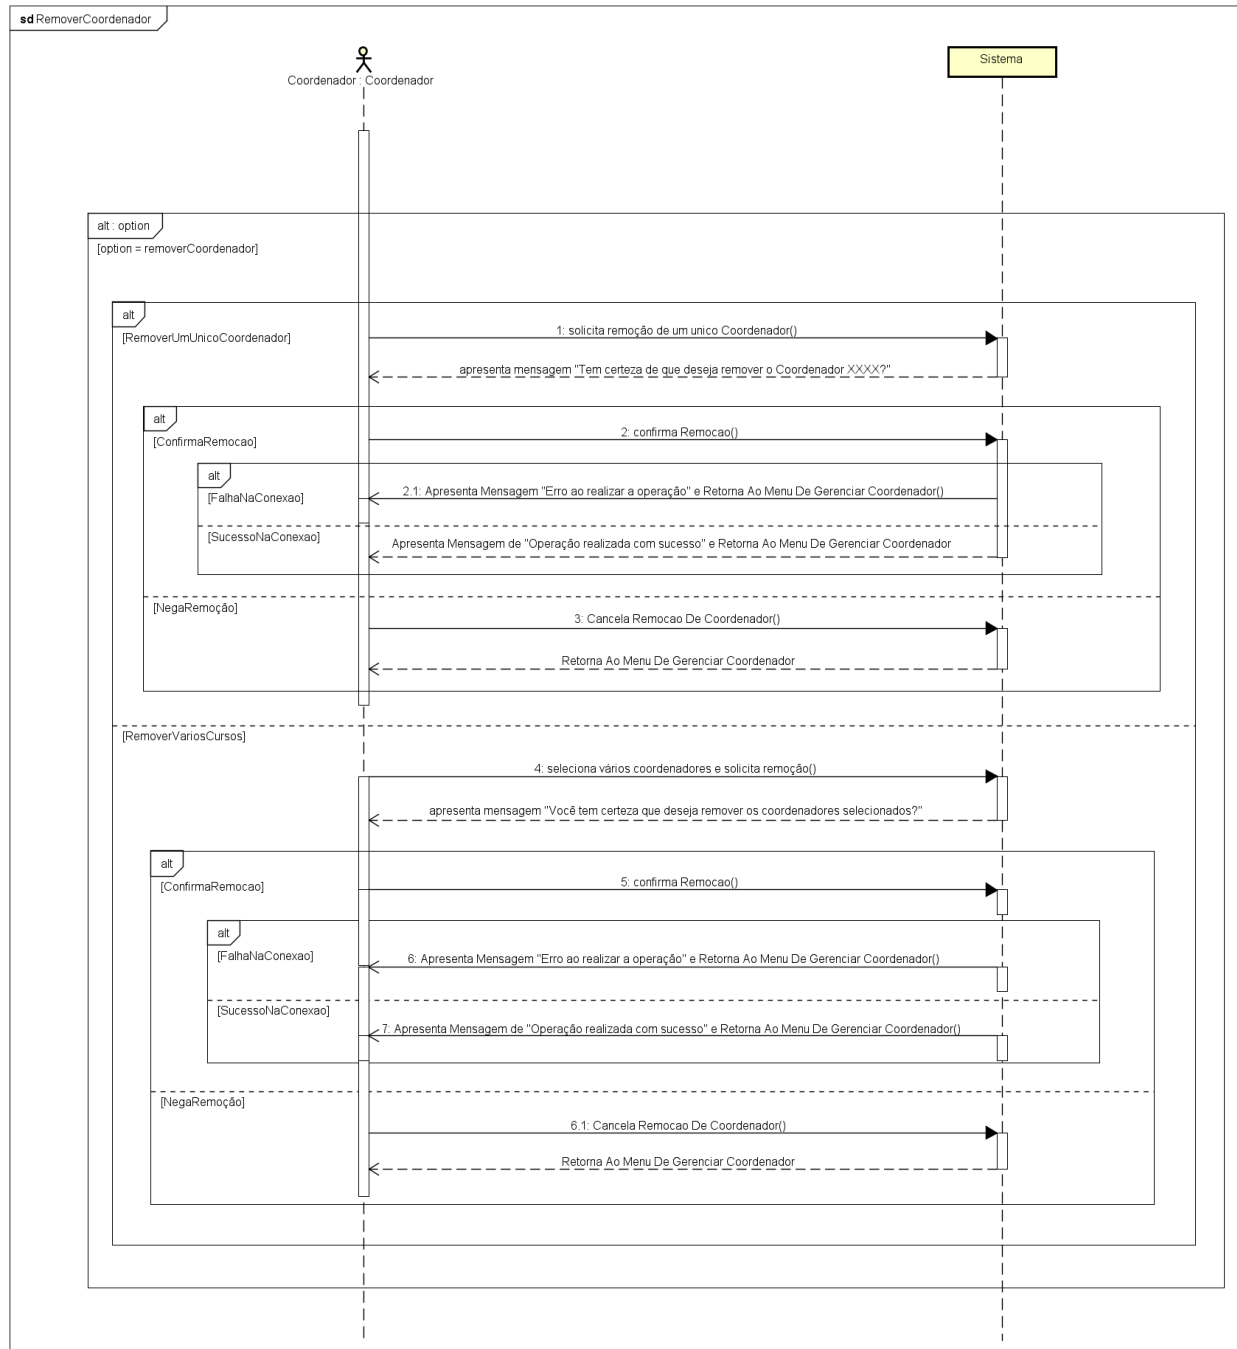 sd RemoverCoordenador
Coordenador : Coordenador
Sistema
alt : option
[option = removerCoordenador]
alt
[RemoverUmUnicoCoordenador]
1: solicita remoção de um unico Coordenador()
apresenta mensagem "Tem certeza de que deseja remover o Coordenador XXXX?"
alt
[ConfirmaRemocao]
2: confirma Remocao()
alt
[FalhaNaConexao]
2.1: Apresenta Mensagem "Erro ao realizar a operação" e Retorna Ao Menu De Gerenciar Coordenador()
[SucessoNaConexao]
Apresenta Mensagem de "Operação realizada com sucesso" e Retorna Ao Menu De Gerenciar Coordenador
[NegaRemoção]
3: Cancela Remocao De Coordenador()
Retorna Ao Menu De Gerenciar Coordenador
[RemoverVariosCursos]
4: seleciona vários coordenadores e solicita remoção()
apresenta mensagem "Você tem certeza que deseja remover os coordenadores selecionados?"
alt
[ConfirmaRemocao]
5: confirma Remocao()
alt
[FalhaNaConexao]
6: Apresenta Mensagem "Erro ao realizar a operação" e Retorna Ao Menu De Gerenciar Coordenador()
[SucessoNaConexao]
7: Apresenta Mensagem de "Operação realizada com sucesso" e Retorna Ao Menu De Gerenciar Coordenador()
[NegaRemoção]
6.1: Cancela Remocao De Coordenador()
Retorna Ao Menu De Gerenciar Coordenador